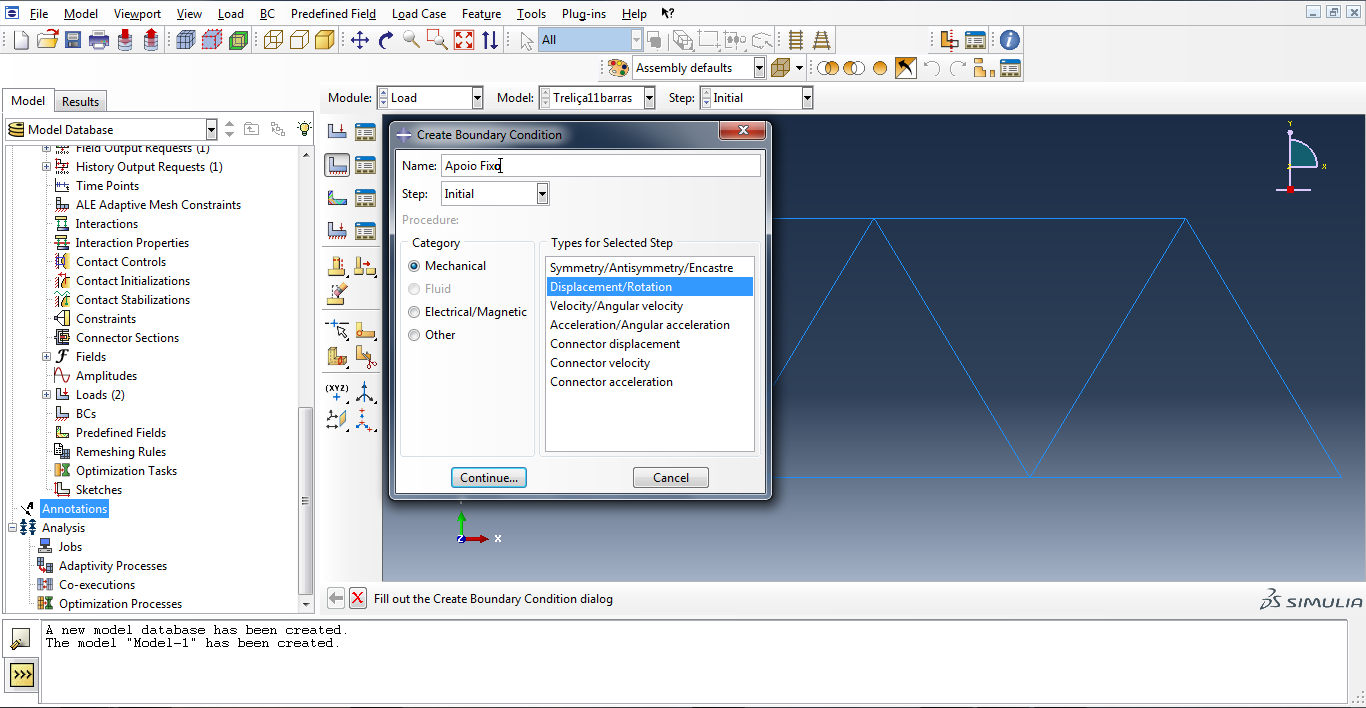 File Model Viewport View Load BC Predefined Field Load Case Feature Tools Plug-ins Help
All
Assembly defaults
Model Results
Module: Load Model: Treliça11barras Step: Initial
Model Database
Field Output Requests (1)
History Output Requests (1)
Time Points
ALE Adaptive Mesh Constraints
Interactions
Interaction Properties
Contact Controls
Contact Initializations
Contact Stabilizations
Constraints
Connector Sections
Fields
Amplitudes
Loads (2)
BCs
Predefined Fields
Remeshing Rules
Optimization Tasks
Sketches
Annotations
Analysis
Jobs
Adaptivity Processes
Co-executions
Optimization Processes
(XYZ)
Create Boundary Condition
Name: Apoio Fixo
Step: Initial
Procedure:
Category
Mechanical
Fluid
Electrical/Magnetic
Other
Types for Selected Step
Symmetry/Antisymmetry/Encastre
Displacement/Rotation
Velocity/Angular velocity
Acceleration/Angular acceleration
Connector displacement
Connector velocity
Connector acceleration
Continue... Cancel
Y
X
Z
Z X
Fill out the Create Boundary Condition dialog
SIMULIA
A new model database has been created.
The model "Model-1" has been created.
>>>